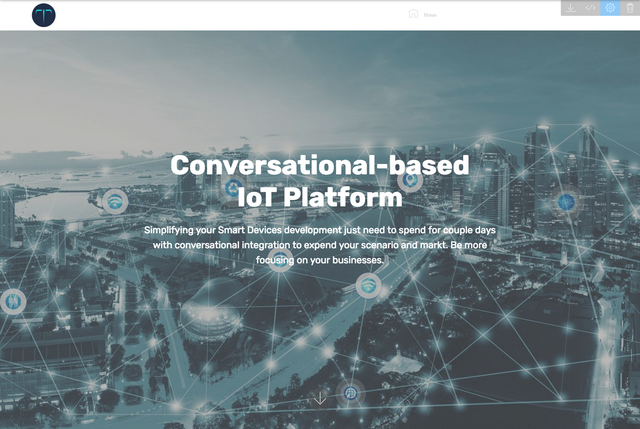 Conversational-based
IoT Platform
Simplifying your Smart Devices development just need to spend for couple days
with conversational integration to expend your scenario and markt. Be more
focusing on your businesses.